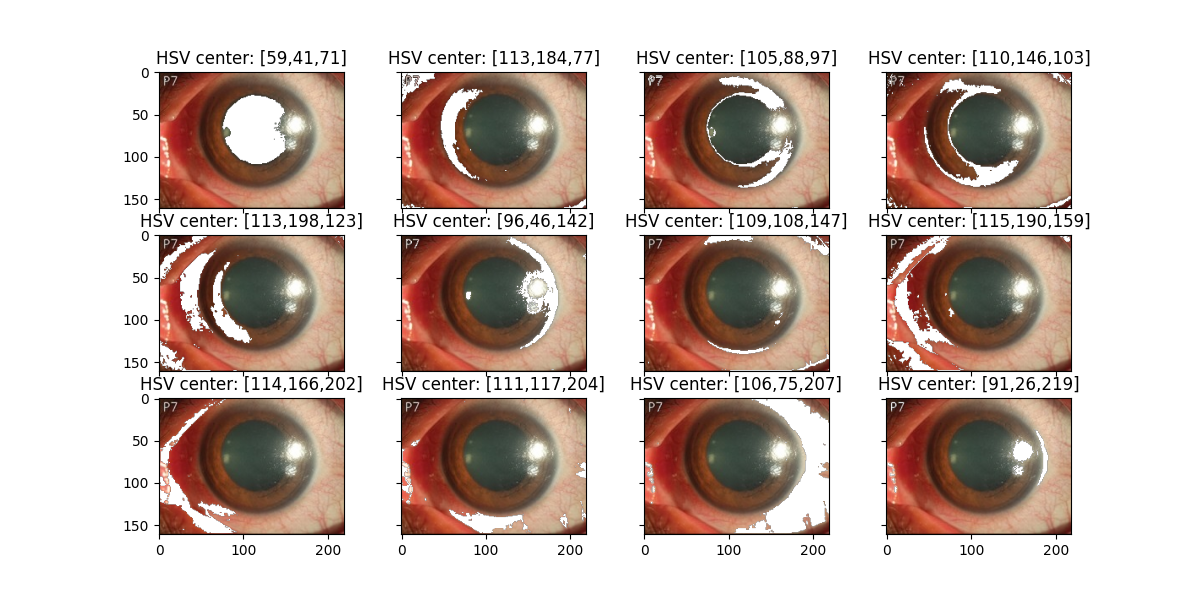 HSV center: [59,41,71] HSV center: [113,184,77] HSV center: [105,88,97] HSV center: [110,146,103]
0 P7 P7 P7 P7
50
100
150
HSV center: [113,198,123] HSV center: [96,46,142] HSV center: [109,108,147] HSV center: [115,190,159]
0 P7 P7 P7 P7
50
100
150
HSV center: [114,166,202] HSV center: [111,117,204] HSV center: [106,75,207] HSV center: [91,26,219]
0 P7 P7 P7 P7
50
100
150
0 100 200 0 100 200 0 100 200 0 100 200